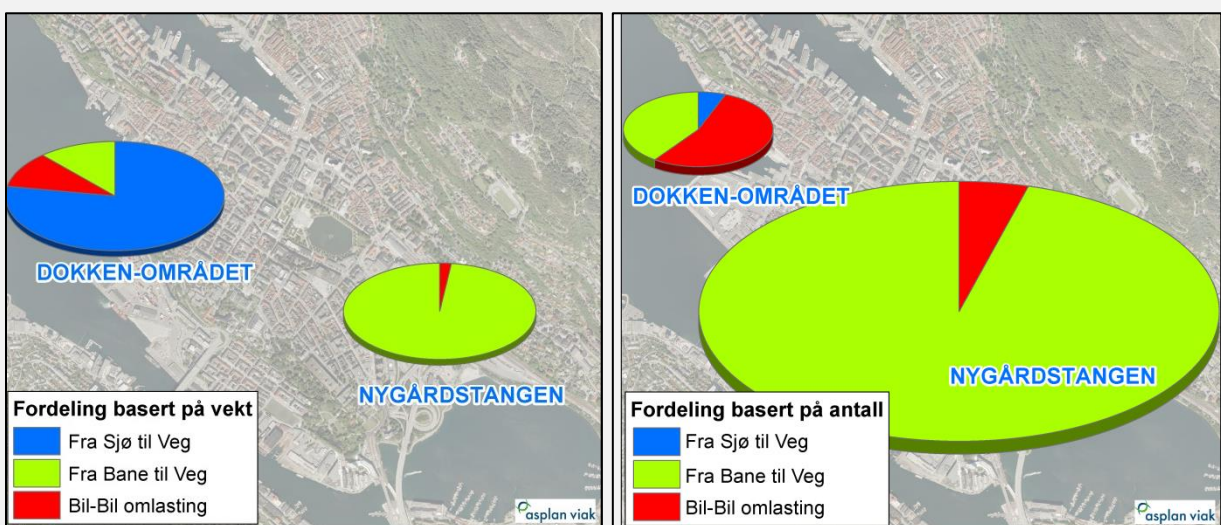 DOKKEN-OMRÅDET
NYGÅRDSTANGEN
Fordeling basert på vekt
Fra Sjø til Veg
Fra Bane til Veg
Bil-Bil omlasting
asplan viak
DOKKEN-OMRÅDET
NYGÅRDSTANGEN
Fordeling basert på antall
Fra Sjø til Veg
Fra Bane til Veg
Bil-Bil omlasting
asplan viak